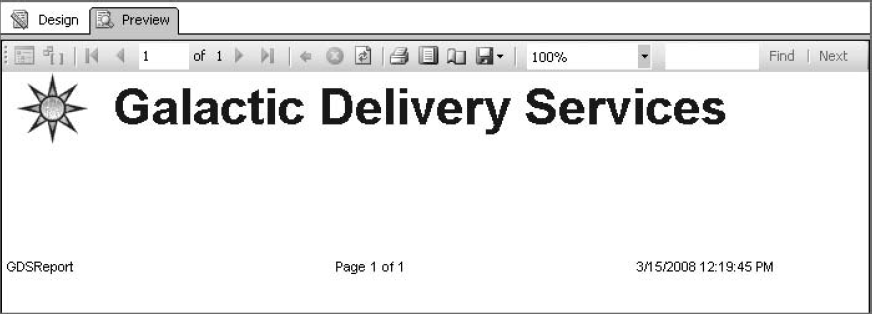 Design Preview
1 of 1 100% Find | Next
Galactic Delivery Services
GDSReport Page 1 of 1 3/15/2008 12:19:45 PM